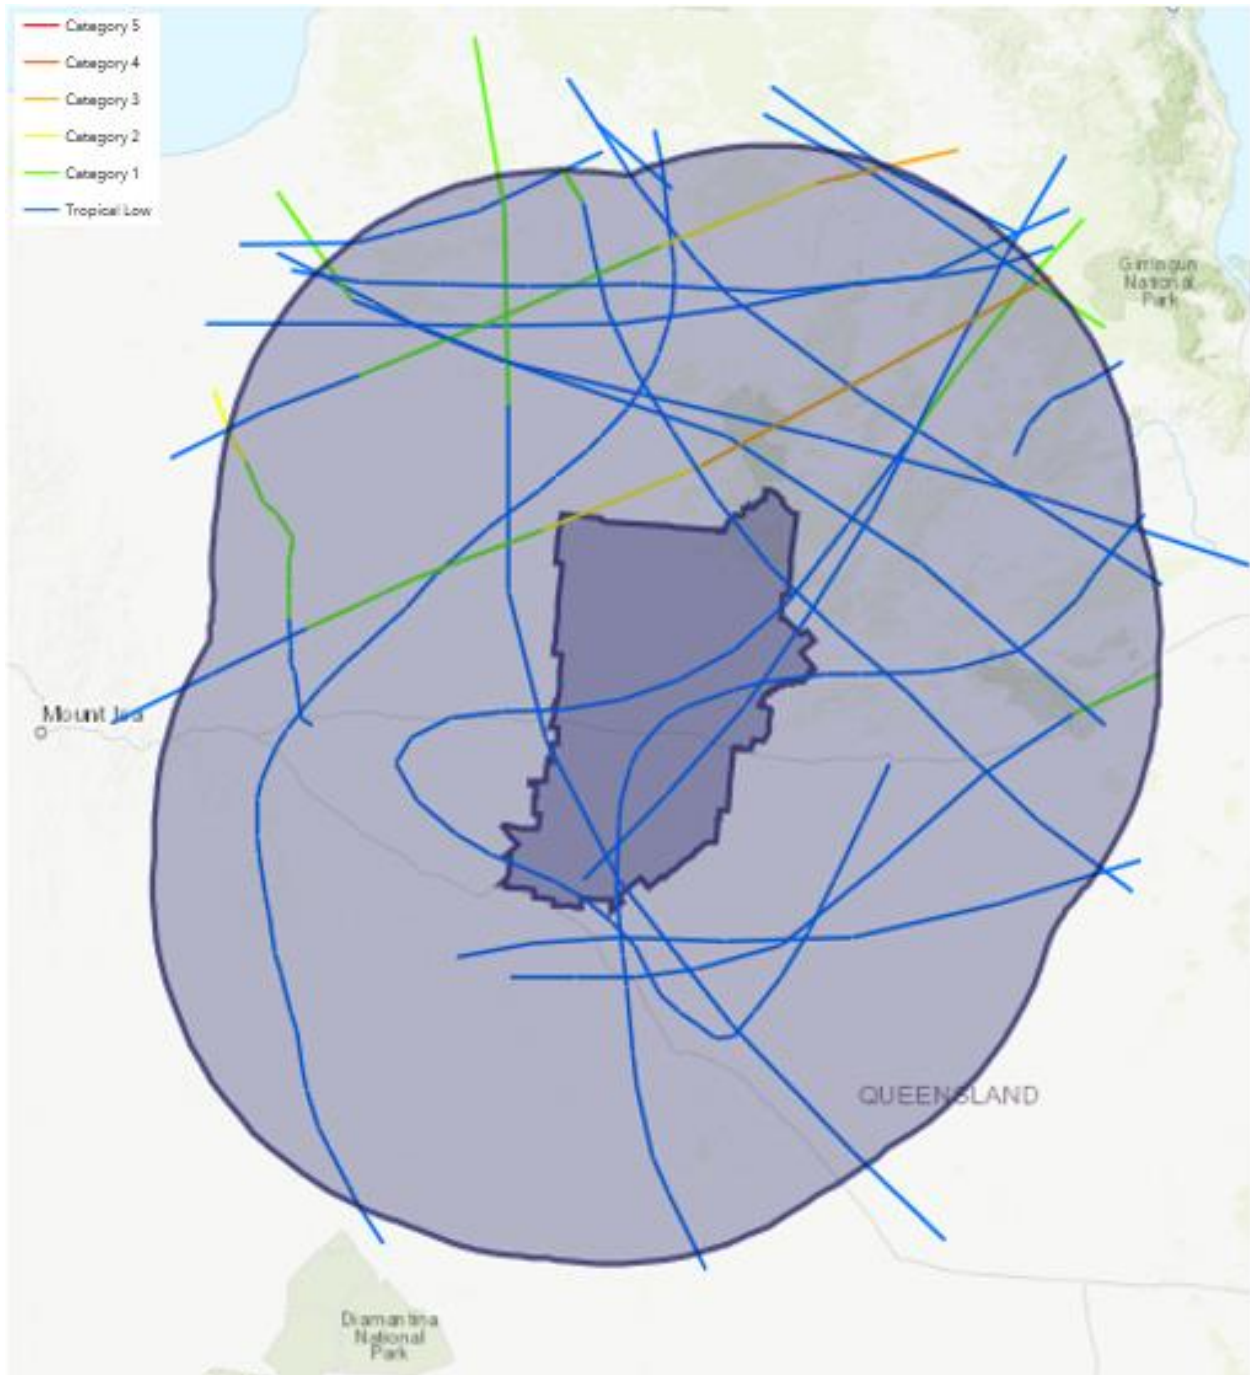 Category 5
Category 4
Category 3
Category 2
Category 1
Tropical Low
Girringun
National
Park
Mount Isa
QUEENSLAND
Diamantina
National
Park